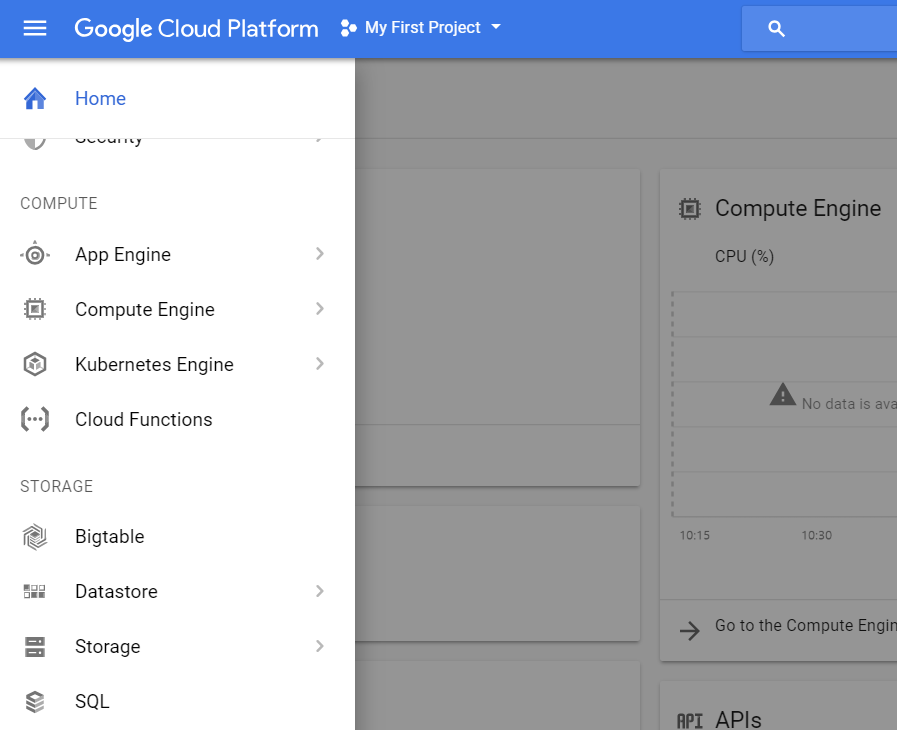 Google Cloud Platform
My First Project
Home
Security
COMPUTE
App Engine
Compute Engine
Kubernetes Engine
Cloud Functions
STORAGE
Bigtable
Datastore
Storage
SQL
Compute Engine
CPU (%)
No data is ava
10:15 10:30
Go to the Compute Engin
API APIs